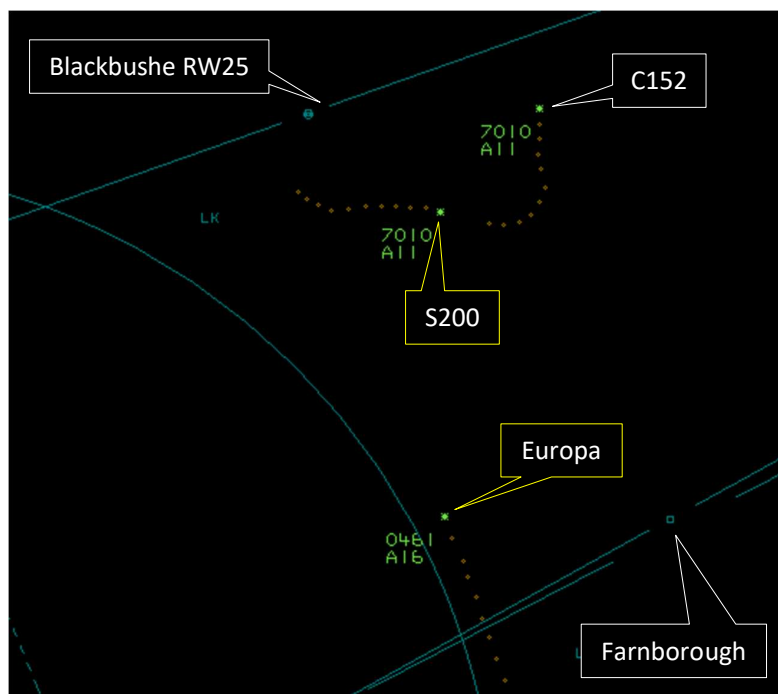 Blackbushe RW25
C152
7010
A11
LK
7010
A11
S200
Europa
0461
A16
Farnborough
L